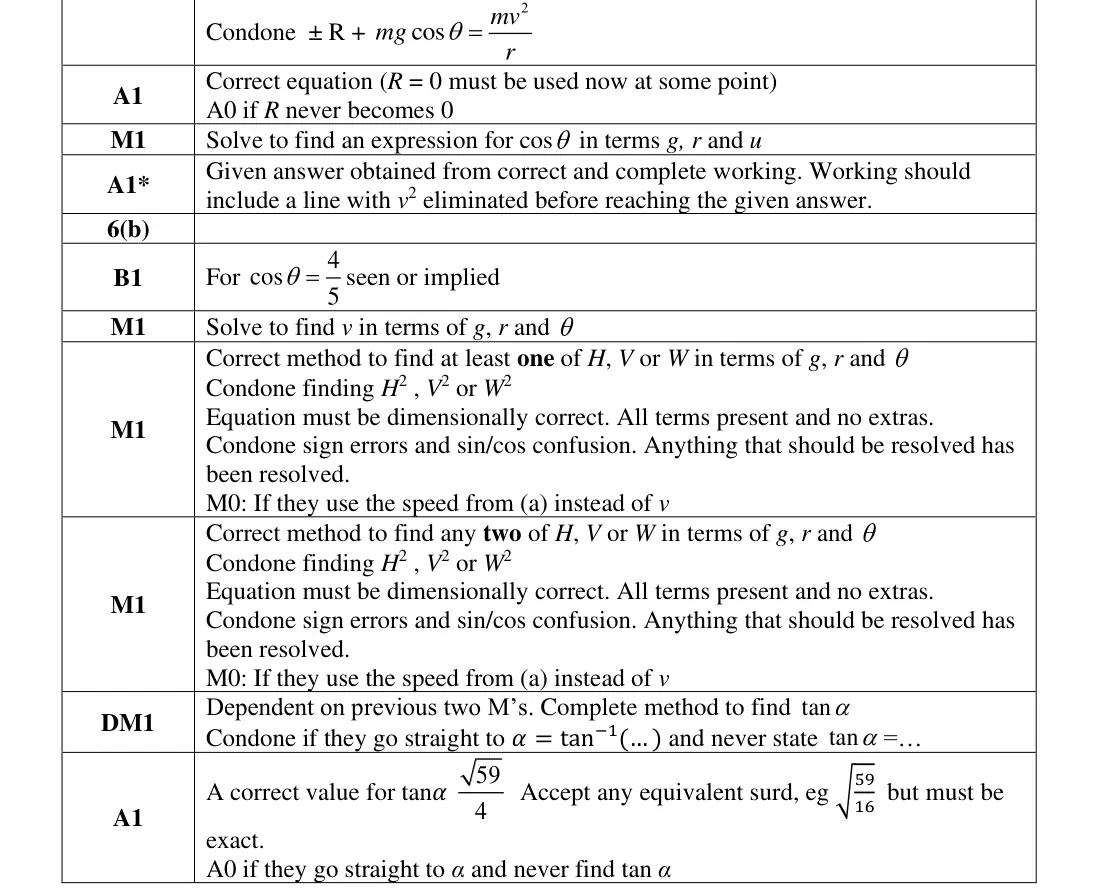 Condone ± R + mg cos θ = mv²/r
A1
Correct equation (R = 0 must be used now at some point)
A0 if R never becomes 0
M1
Solve to find an expression for cos θ in terms g, r and u
A1*
Given answer obtained from correct and complete working. Working should
include a line with v² eliminated before reaching the given answer.
6(b)
B1
For cos θ = 4/5 seen or implied
M1
Solve to find v in terms of g, r and θ
M1
Correct method to find at least one of H, V or W in terms of g, r and θ
Condone finding H² , V² or W²
Equation must be dimensionally correct. All terms present and no extras.
Condone sign errors and sin/cos confusion. Anything that should be resolved has
been resolved.
M0: If they use the speed from (a) instead of v
M1
Correct method to find any two of H, V or W in terms of g, r and θ
Condone finding H² , V² or W²
Equation must be dimensionally correct. All terms present and no extras.
Condone sign errors and sin/cos confusion. Anything that should be resolved has
been resolved.
M0: If they use the speed from (a) instead of v
DM1
Dependent on previous two M’s. Complete method to find tan α
Condone if they go straight to α = tan⁻¹(… ) and never state tan α =…
A1
A correct value for tanα √59/4 Accept any equivalent surd, eg √(59/16) but must be
exact.
A0 if they go straight to α and never find tan α